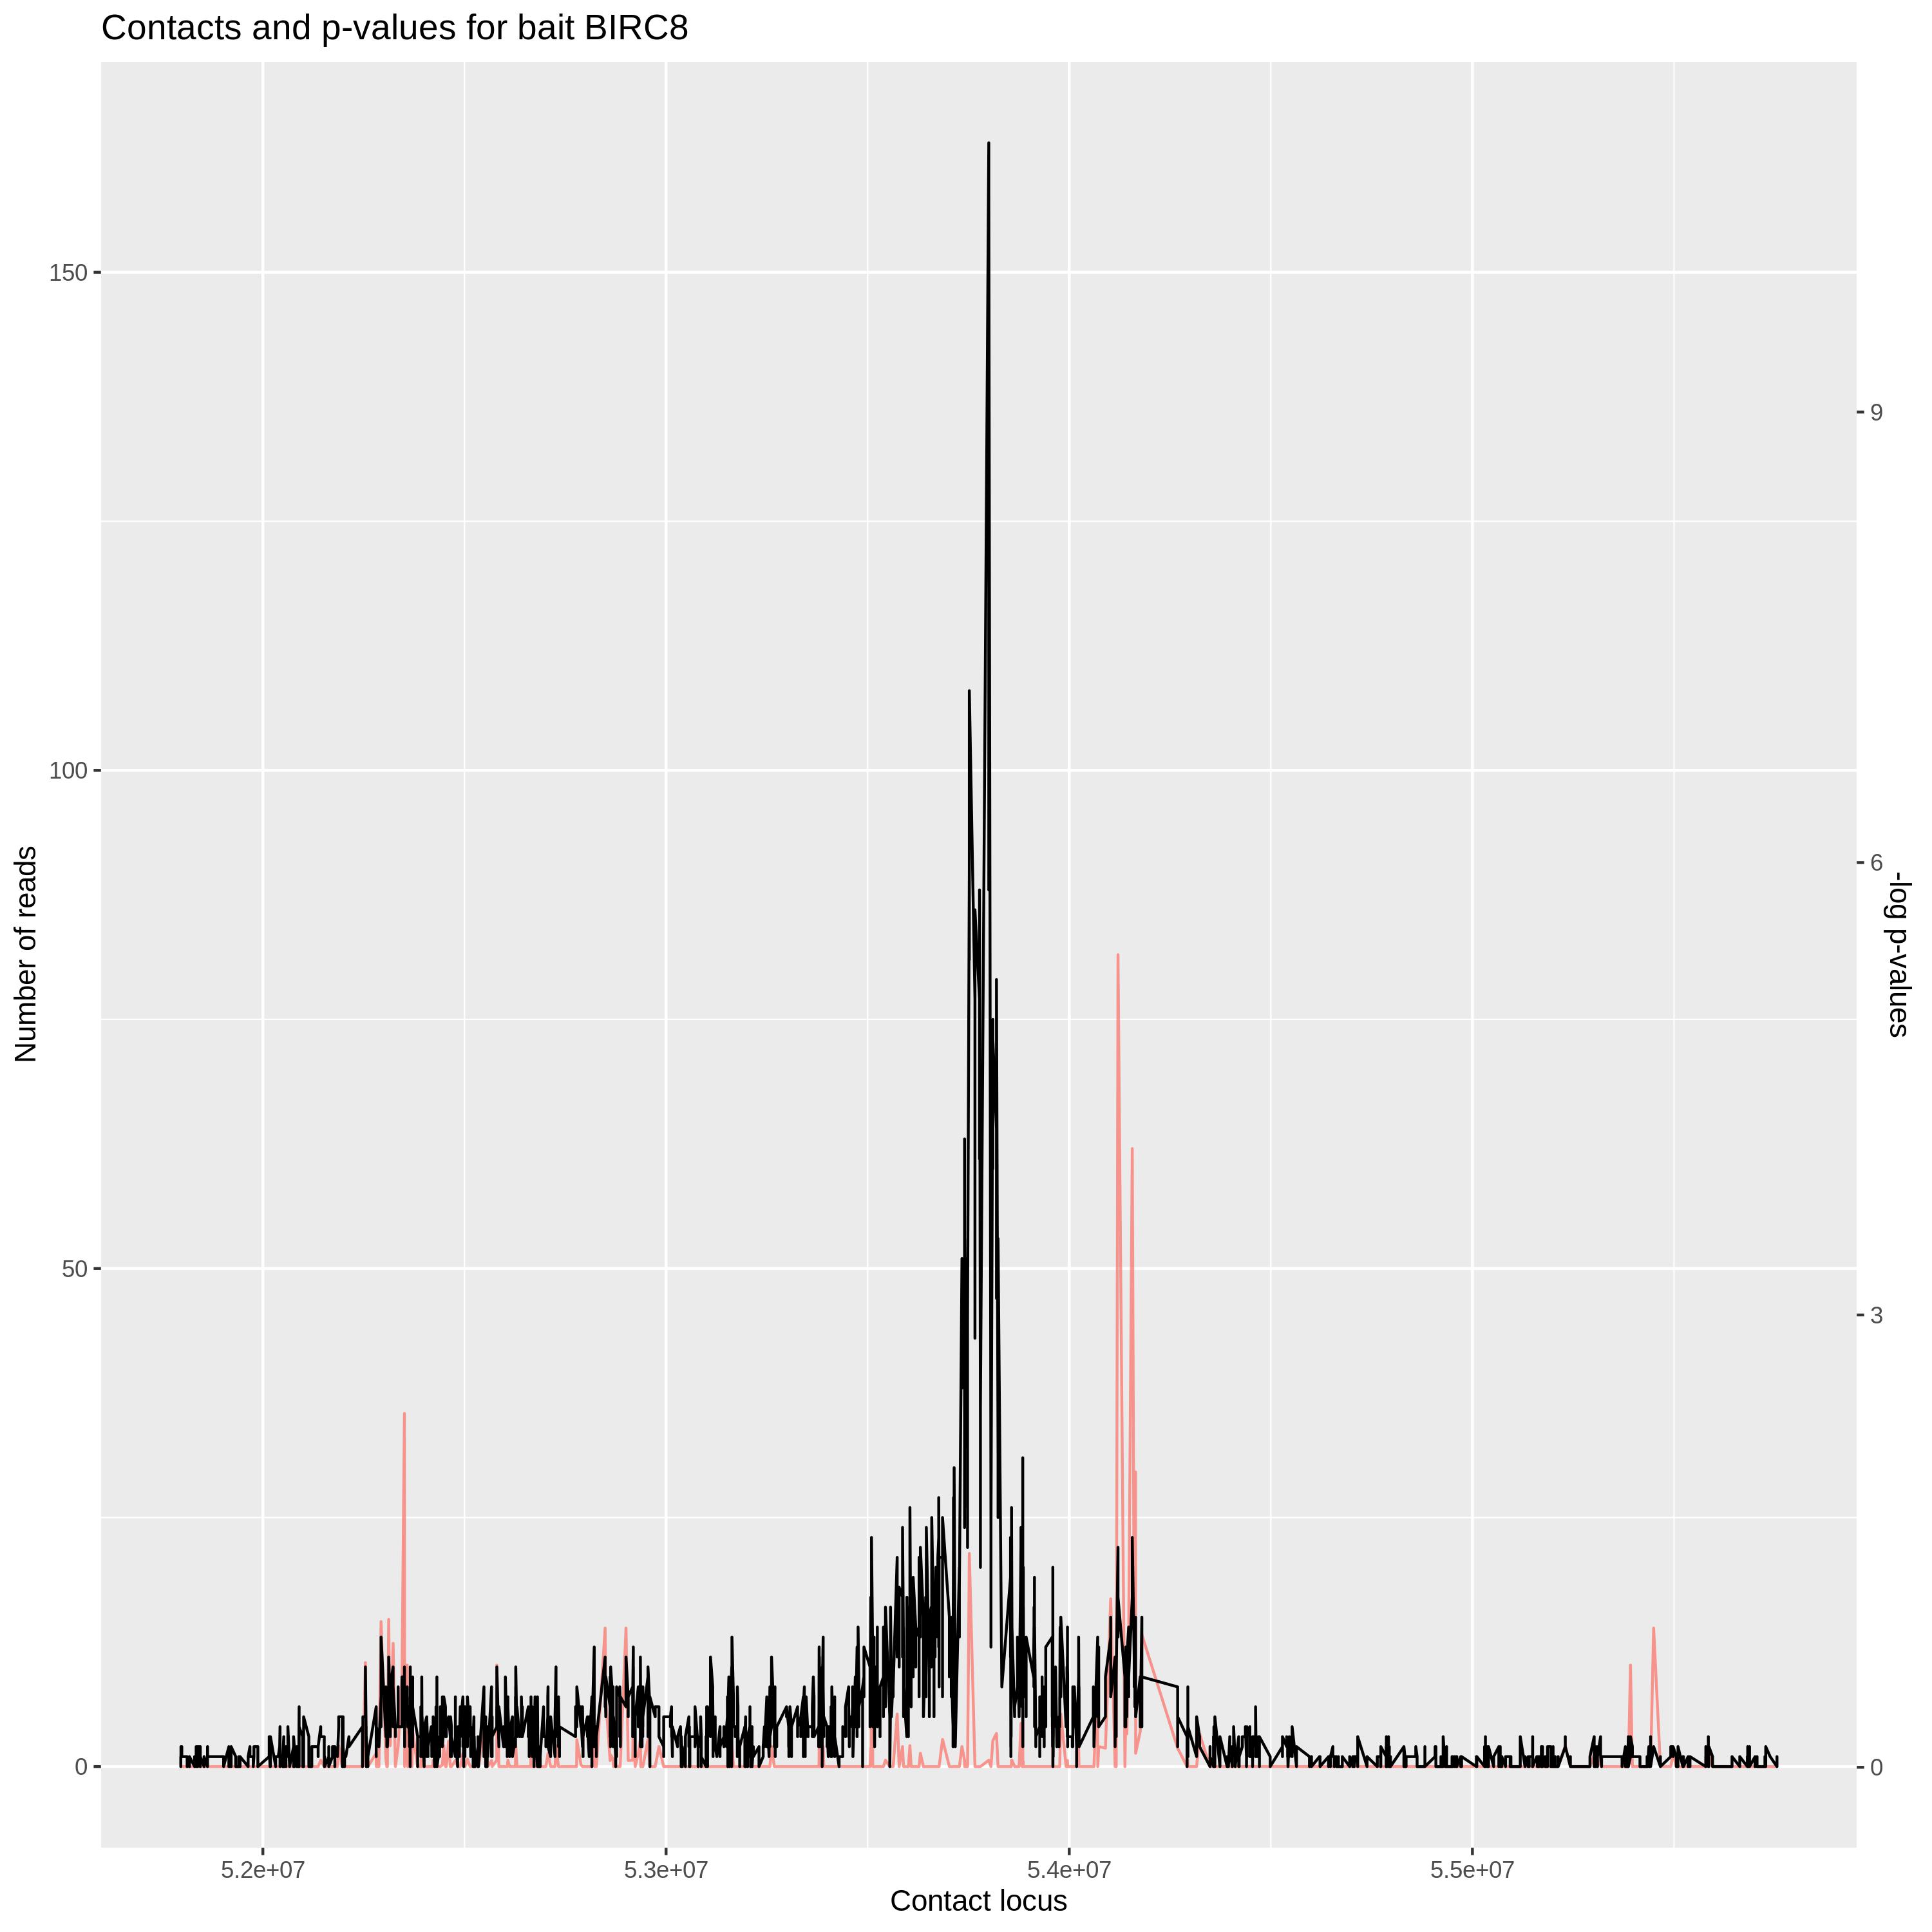 Contacts and p-values for bait BIRC8
150
100
50
0
9
6
3
0
Number of reads
-log p-values
5.2e+07
5.3e+07
5.4e+07
5.5e+07
Contact locus